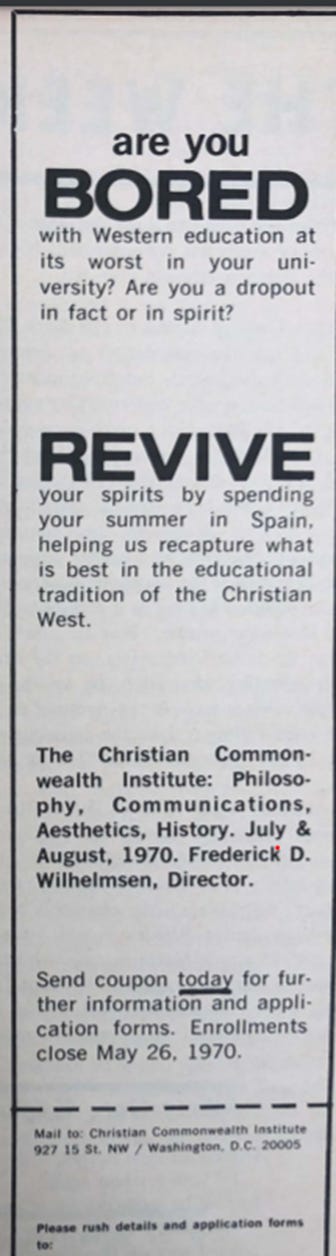 are you
BORED
with Western education at
its worst in your uni-
versity? Are you a dropout
in fact or in spirit?
REVIVE
your spirits by spending
your summer in Spain,
helping us recapture what
is best in the educational
tradition of the Christian
West.
The Christian Common-
wealth Institute: Philoso-
phy, Communications,
Aesthetics, History. July &
August, 1970. Frederick D.
Wilhelmsen, Director.
Send coupon today for fur-
ther information and appli-
cation forms. Enrollments
close May 26, 1970.
Mail to: Christian Commonwealth Institute
927 15 St. NW / Washington, D.C. 20005
Please rush details and application forms
to: